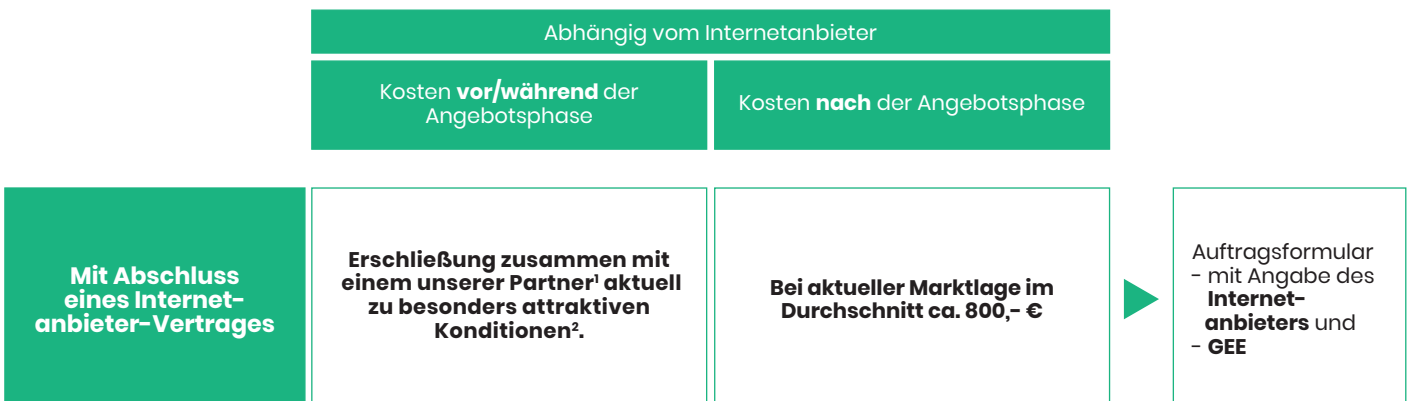 Abhängig vom Internetanbieter
Kosten vor/während der
Angebotsphase
Kosten nach der Angebotsphase
Mit Abschluss
eines Internet-
anbieter-Vertrages
Erschließung zusammen mit
einem unserer Partner¹ aktuell
zu besonders attraktiven
Konditionen².
Bei aktueller Marktlage im
Durchschnitt ca. 800,- €
Auftragsformular
- mit Angabe des
Internet-
anbieters und
- GEE